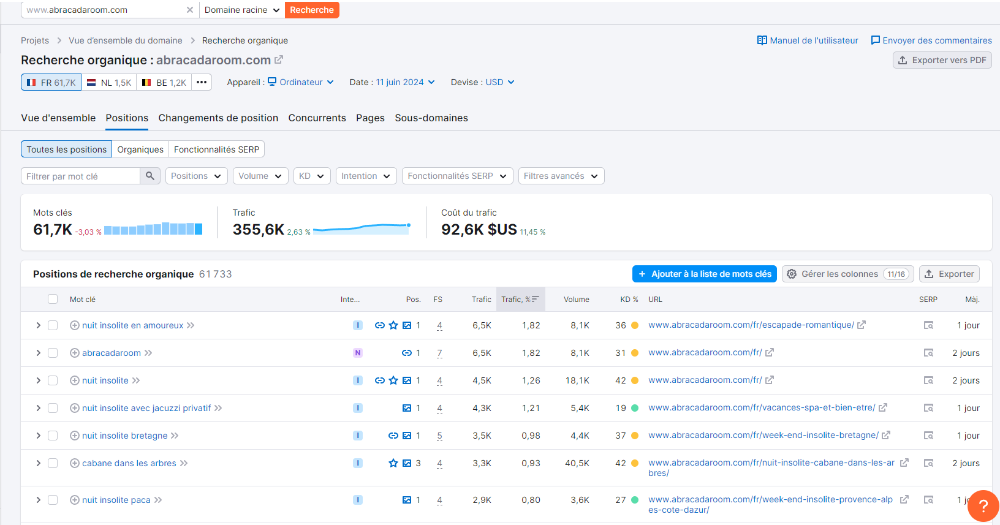 www.abracadaroom.com Domaine racine Recherche
Projets Vue d'ensemble du domaine Recherche organique Manuel de l'utilisateur Envoyer des commentaires
Recherche organique : abracadaroom.com Exporter vers PDF
FR 61,7K NL 1,5K BE 1,2K ••• Appareil : Ordinateur Date : 11 juin 2024 Devise : USD
Vue d'ensemble Positions Changements de position Concurrents Pages Sous-domaines
Toutes les positions Organiques Fonctionnalités SERP
Filtrer par mot clé Positions Volume KD Intention Fonctionnalités SERP Filtres avancés
Mots clés Trafic Coût du trafic
61,7K -3,03 % 355,6K 2,63 % 92,6K $US 11,45 %
Positions de recherche organique 61 733 + Ajouter à la liste de mots clés Gérer les colonnes 11/16 Exporter
Mot clé Inte... Pos. FS Trafic Trafic, % Volume KD % URL SERP Màj.
nuit insolite en amoureux I 1 4 6,5K 1,82 8,1K 36 www.abracadaroom.com/fr/escapade-romantique/ 1 jour
abracadaroom N 1 7 6,5K 1,82 8,1K 31 www.abracadaroom.com/fr/ 2 jours
nuit insolite I 1 4 4,5K 1,26 18,1K 42 www.abracadaroom.com/fr/ 2 jours
nuit insolite avec jacuzzi privatif I 1 4 4,3K 1,21 5,4K 19 www.abracadaroom.com/fr/vacances-spa-et-bien-etre/ 1 jour
nuit insolite bretagne I 1 5 3,5K 0,98 4,4K 37 www.abracadaroom.com/fr/week-end-insolite-bretagne/ 1 jour
cabane dans les arbres I 3 4 3,3K 0,93 40,5K 42 www.abracadaroom.com/fr/nuit-insolite-cabane-dans-les-ar 2 jours
bres/
nuit insolite paca I 1 4 2,9K 0,80 3,6K 27 www.abracadaroom.com/fr/week-end-insolite-provence-alp 1
es-cote-dazur/ ?